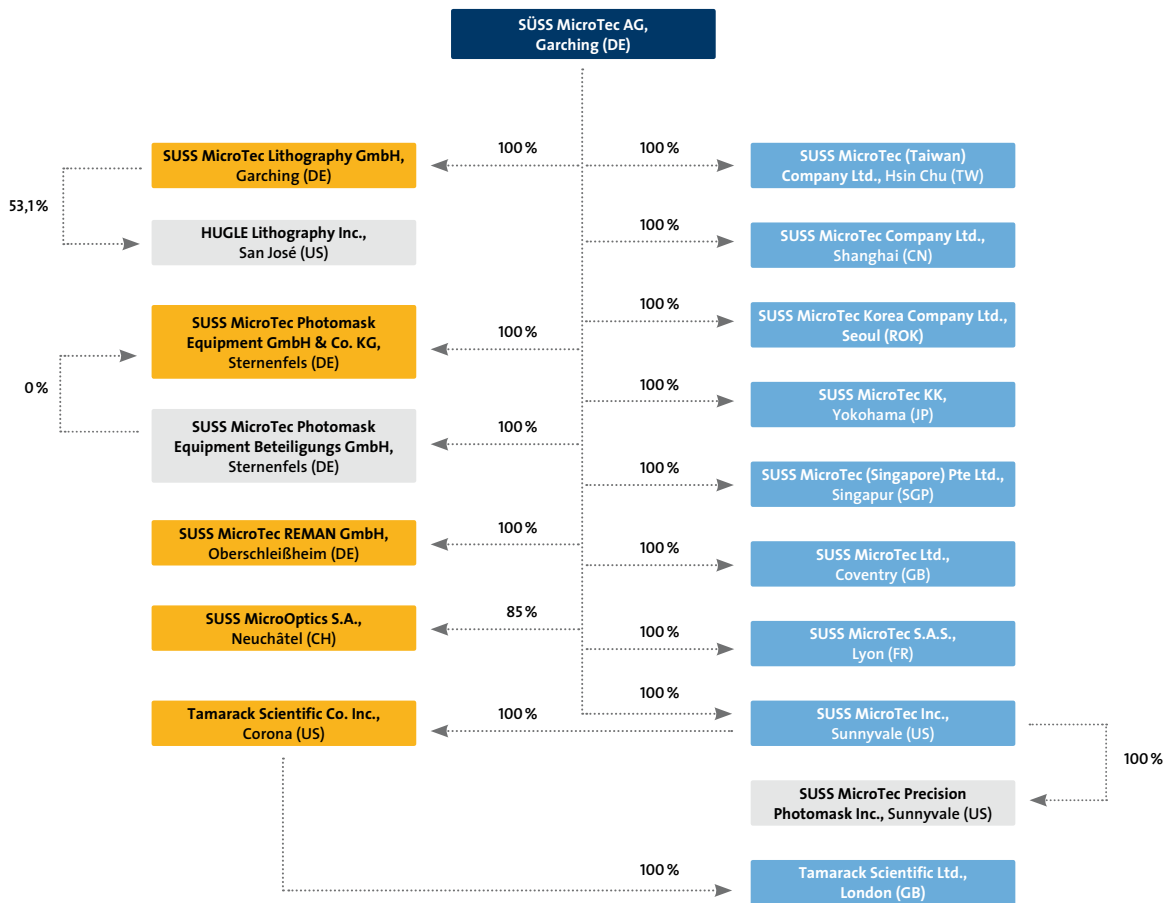 SÜSS MicroTec AG,
Garching (DE)
100 %
100 %
SUSS MicroTec Lithography GmbH,
Garching (DE)
SUSS MicroTec (Taiwan)
Company Ltd., Hsin Chu (TW)
53,1 %
HUGLE Lithography Inc.,
San José (US)
100 %
SUSS MicroTec Company Ltd.,
Shanghai (CN)
SUSS MicroTec Photomask
Equipment GmbH & Co. KG,
Sternenfels (DE)
100 %
100 %
SUSS MicroTec Korea Company Ltd.,
Seoul (ROK)
0 %
100 %
SUSS MicroTec KK,
Yokohama (JP)
SUSS MicroTec Photomask
Equipment Beteiligungs GmbH,
Sternenfels (DE)
100 %
100 %
SUSS MicroTec (Singapore) Pte Ltd.,
Singapur (SGP)
SUSS MicroTec REMAN GmbH,
Oberschleißheim (DE)
100 %
100 %
SUSS MicroTec Ltd.,
Coventry (GB)
SUSS MicroOptics S.A.,
Neuchâtel (CH)
85 %
100 %
SUSS MicroTec S.A.S.,
Lyon (FR)
Tamarack Scientific Co. Inc.,
Corona (US)
100 %
100 %
SUSS MicroTec Inc.,
Sunnyvale (US)
100 %
SUSS MicroTec Precision
Photomask Inc., Sunnyvale (US)
100 %
Tamarack Scientific Ltd.,
London (GB)